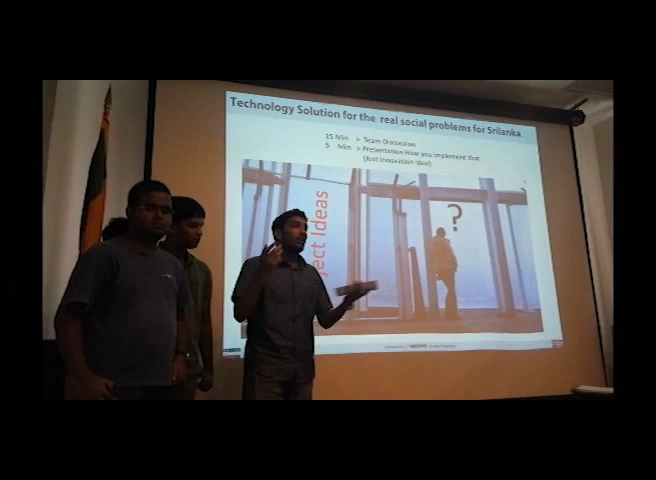 Technology Solution for the real social problems for Srilanka
15 Min > Team Discussion
5 Min > Presentation How you implement that
(Just Innovation Idea)
ject Ideas
?